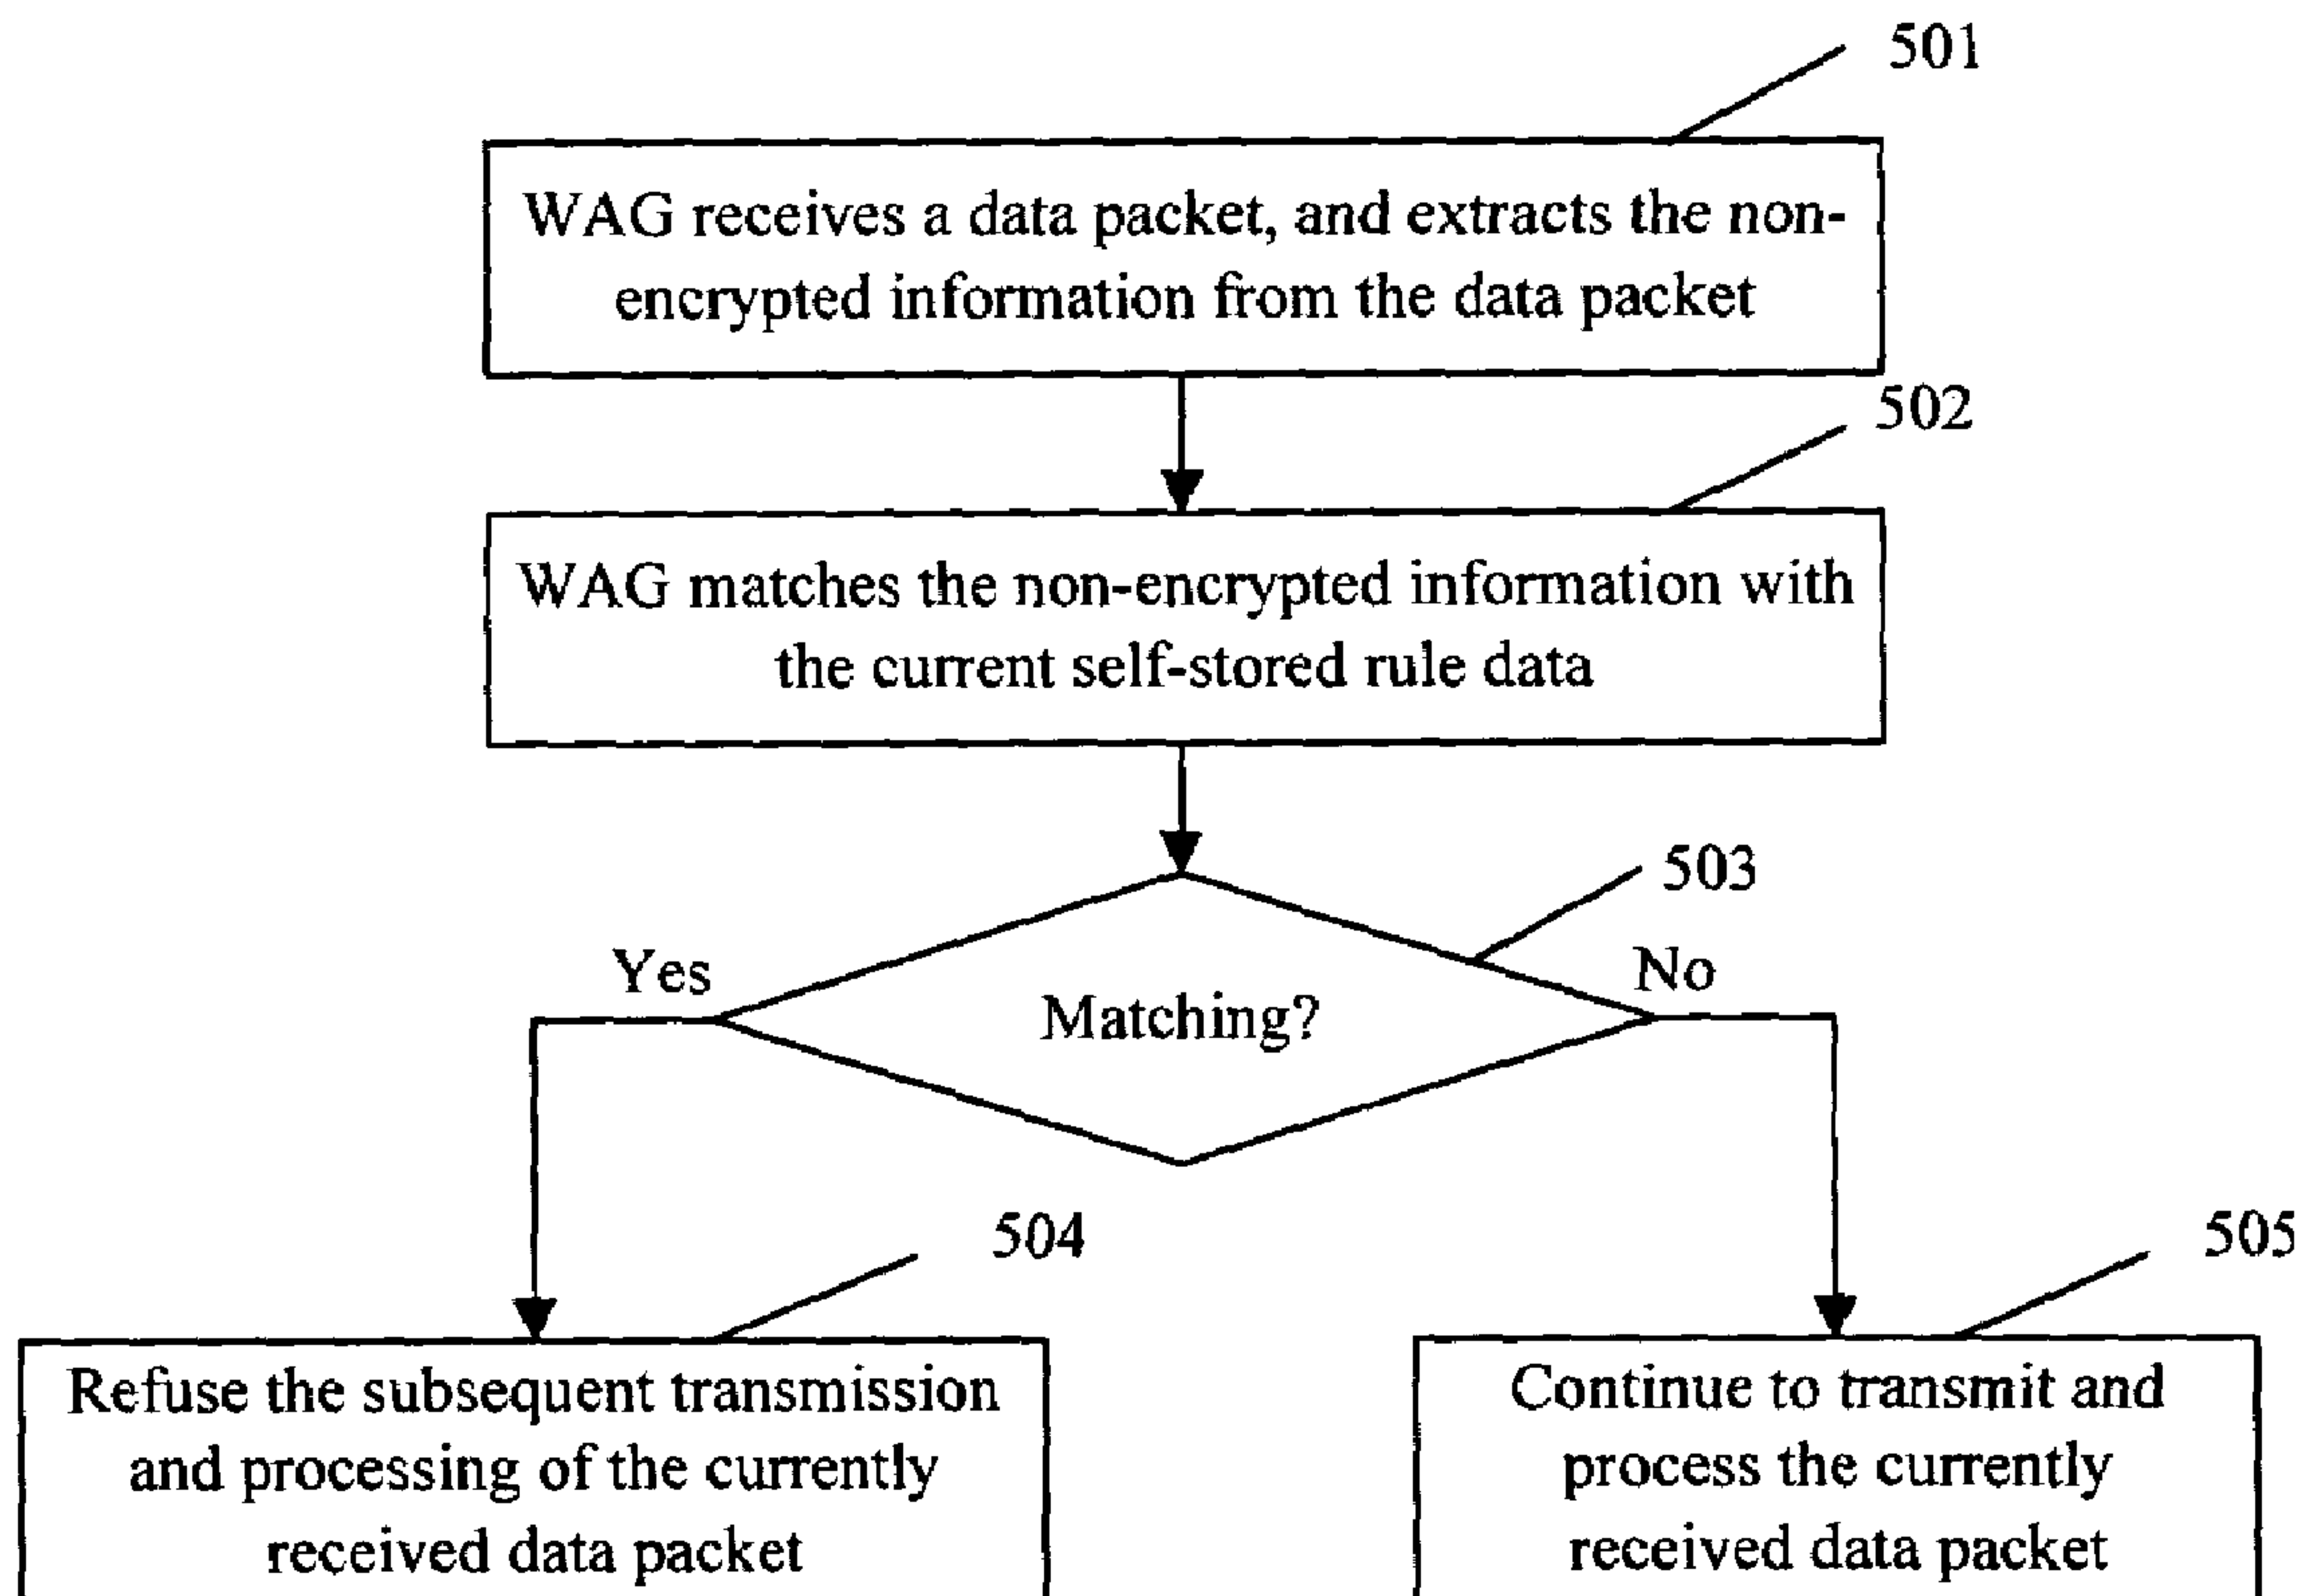 501
WAG receives a data packet, and extracts the non-
encrypted information from the data packet
502
WAG matches the non-encrypted information with
the current self-stored rule data
503
Yes
No
Matching?
504
505
Refuse the subsequent transmission
and processing of the currently
received data packet
Continue to transmit and
process the currently
received data packet